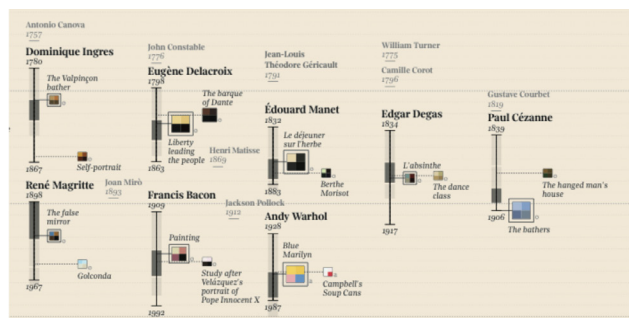 Antonio Canova
1757
Dominique Ingres
1780
The Valpinçon
bather
Self-portrait
1867
John Constable
1776
Eugène Delacroix
1798
The barque
of Dante
Liberty
leading
the people
1863
Henri Matisse
1869
Jean-Louis
Théodore Géricault
1791
Édouard Manet
1832
Le déjeuner
sur l'herbe
Berthe
Morisot
1883
William Turner
1775
Camille Corot
1796
Edgar Degas
1834
L'absinthe
The dance
class
1917
Gustave Courbet
1819
Paul Cézanne
1839
The hanged man's
house
1906
The bathers
René Magritte
1898
Joan Mirò
1893
The false
mirror
Golconda
1967
Francis Bacon
1909
Painting
Study after
Velázquez's
portrait of
Pope Innocent X
1992
Jackson Pollock
1912
Andy Warhol
1928
Blue
Marilyn
Campbell's
Soup Cans
1987